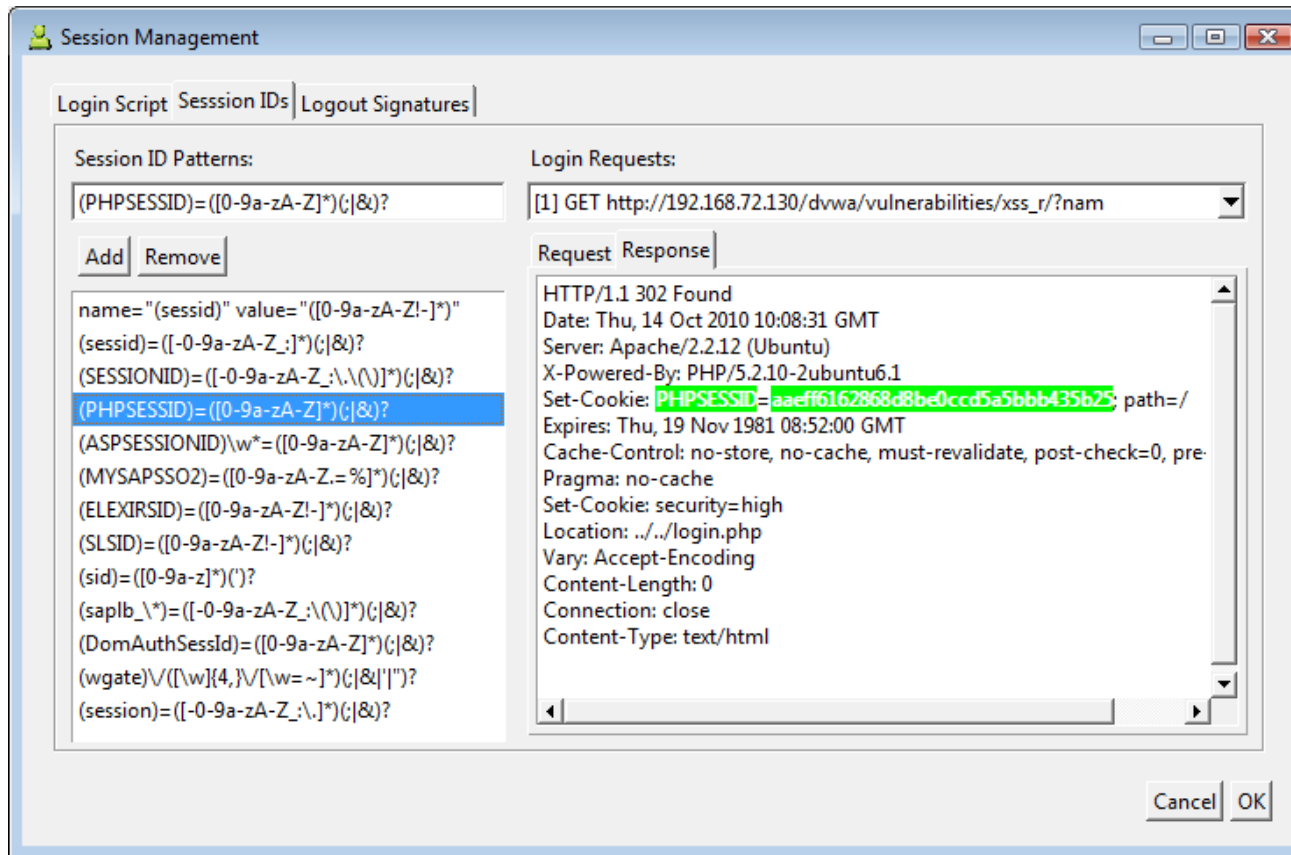 Session Management
Login Script Sesssion IDs Logout Signatures
Session ID Patterns:
(PHPSESSID)=([0-9a-zA-Z]*)(;|&)?
Add Remove
name="(sessid)" value="([0-9a-zA-Z!-]*)"
(sessid)=([-0-9a-zA-Z_:]*)(;|&)?
(SESSIONID)=([-0-9a-zA-Z_:\.\(\)]*)(;|&)?
(PHPSESSID)=([0-9a-zA-Z]*)(;|&)?
(ASPSESSIONID)\w*=([0-9a-zA-Z]*)(;|&)?
(MYSAPSSO2)=([0-9a-zA-Z.=%]*)(;|&)?
(ELEXIRSID)=([0-9a-zA-Z!-]*)(;|&)?
(SLSID)=([0-9a-zA-Z!-]*)(;|&)?
(sid)=([0-9a-z]*)(')?
(saplb_\*)=([-0-9a-zA-Z_:\(\)]*)(;|&)?
(DomAuthSessId)=([0-9a-zA-Z]*)(;|&)?
(wgate)\/([\w]{4,}\/[\w=~]*)(;|&|'|")?
(session)=([-0-9a-zA-Z_:\.]*)(;|&)?
Login Requests:
[1] GET http://192.168.72.130/dvwa/vulnerabilities/xss_r/?nam
Request Response
HTTP/1.1 302 Found
Date: Thu, 14 Oct 2010 10:08:31 GMT
Server: Apache/2.2.12 (Ubuntu)
X-Powered-By: PHP/5.2.10-2ubuntu6.1
Set-Cookie: PHPSESSID=aaeff6162868d8be0ccd5a5bbb435b25; path=/
Expires: Thu, 19 Nov 1981 08:52:00 GMT
Cache-Control: no-store, no-cache, must-revalidate, post-check=0, pre-
Pragma: no-cache
Set-Cookie: security=high
Location: ../../login.php
Vary: Accept-Encoding
Content-Length: 0
Connection: close
Content-Type: text/html
Cancel OK